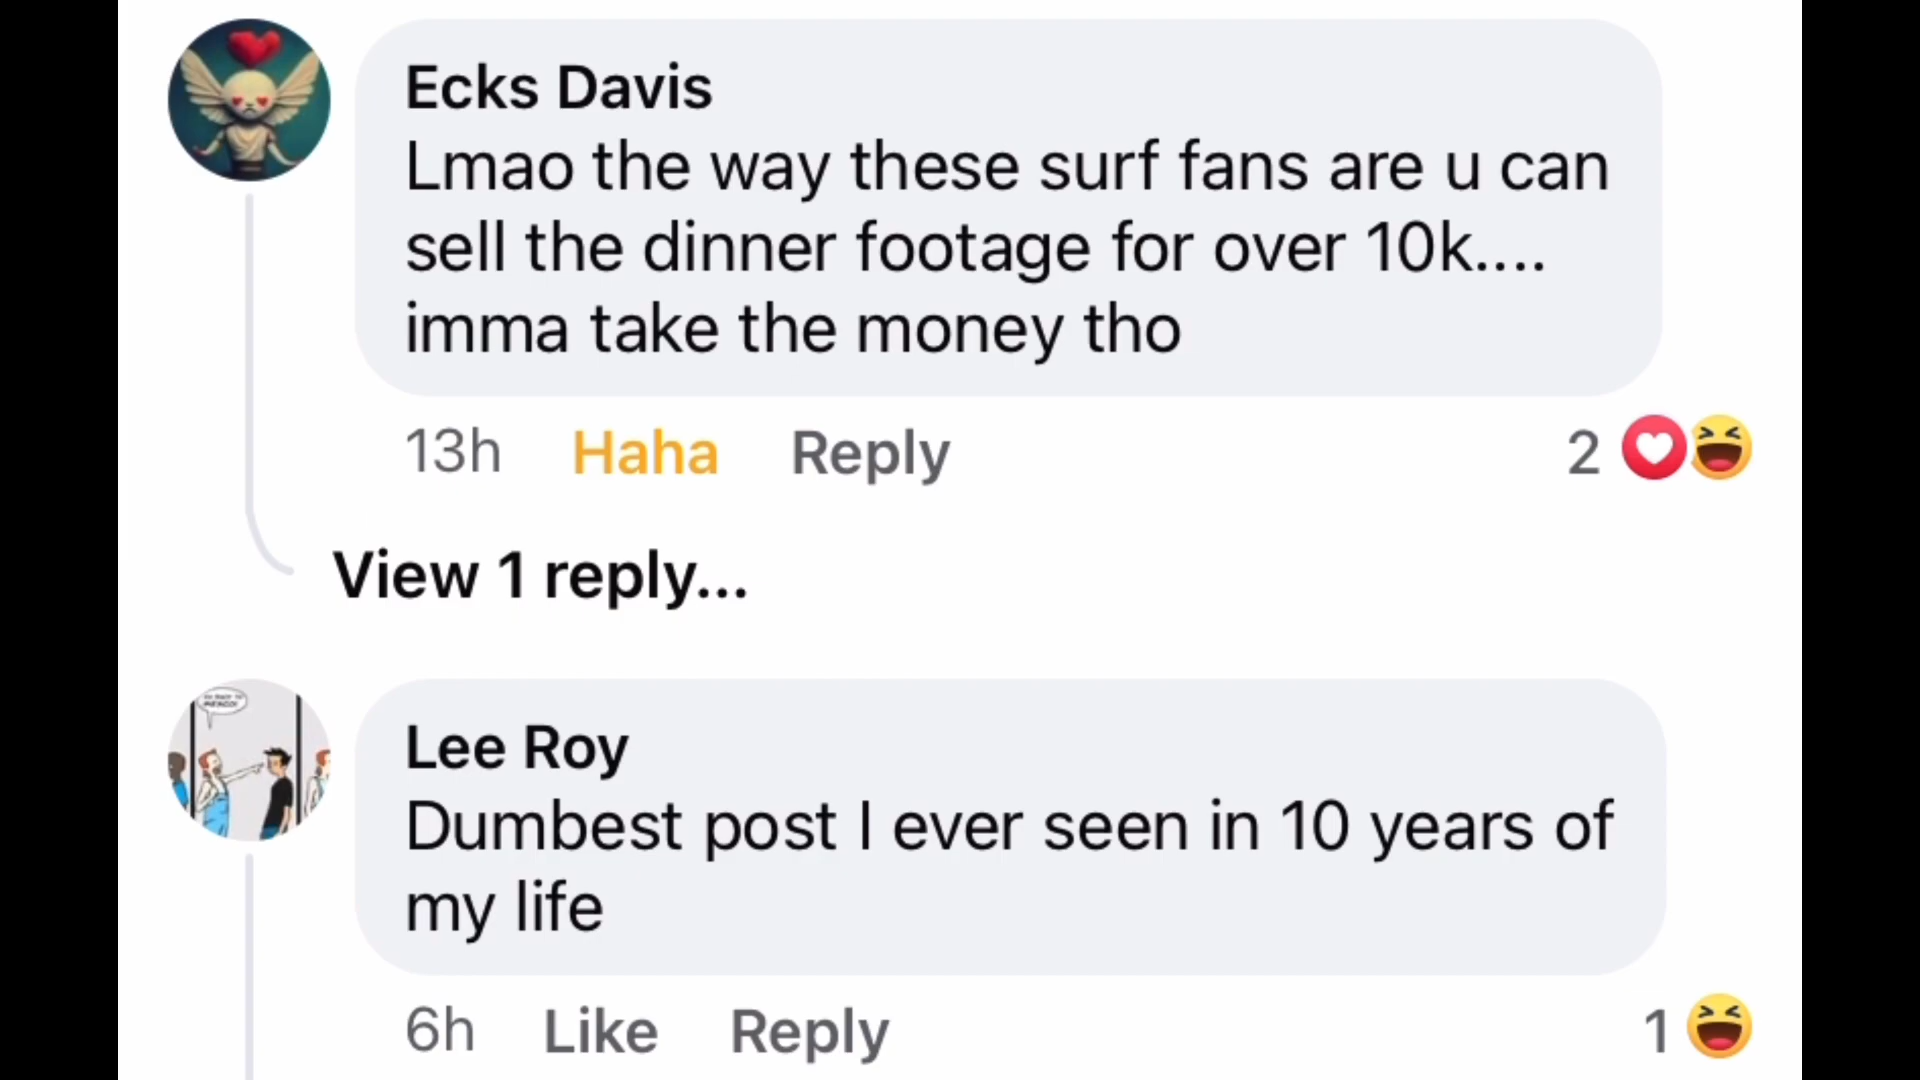 Ecks Davis
Lmao the way these surf fans are u can
sell the dinner footage for over 10k....
imma take the money tho
13h Haha Reply 2
View 1 reply...
Lee Roy
Dumbest post I ever seen in 10 years of
my life
6h Like Reply 1